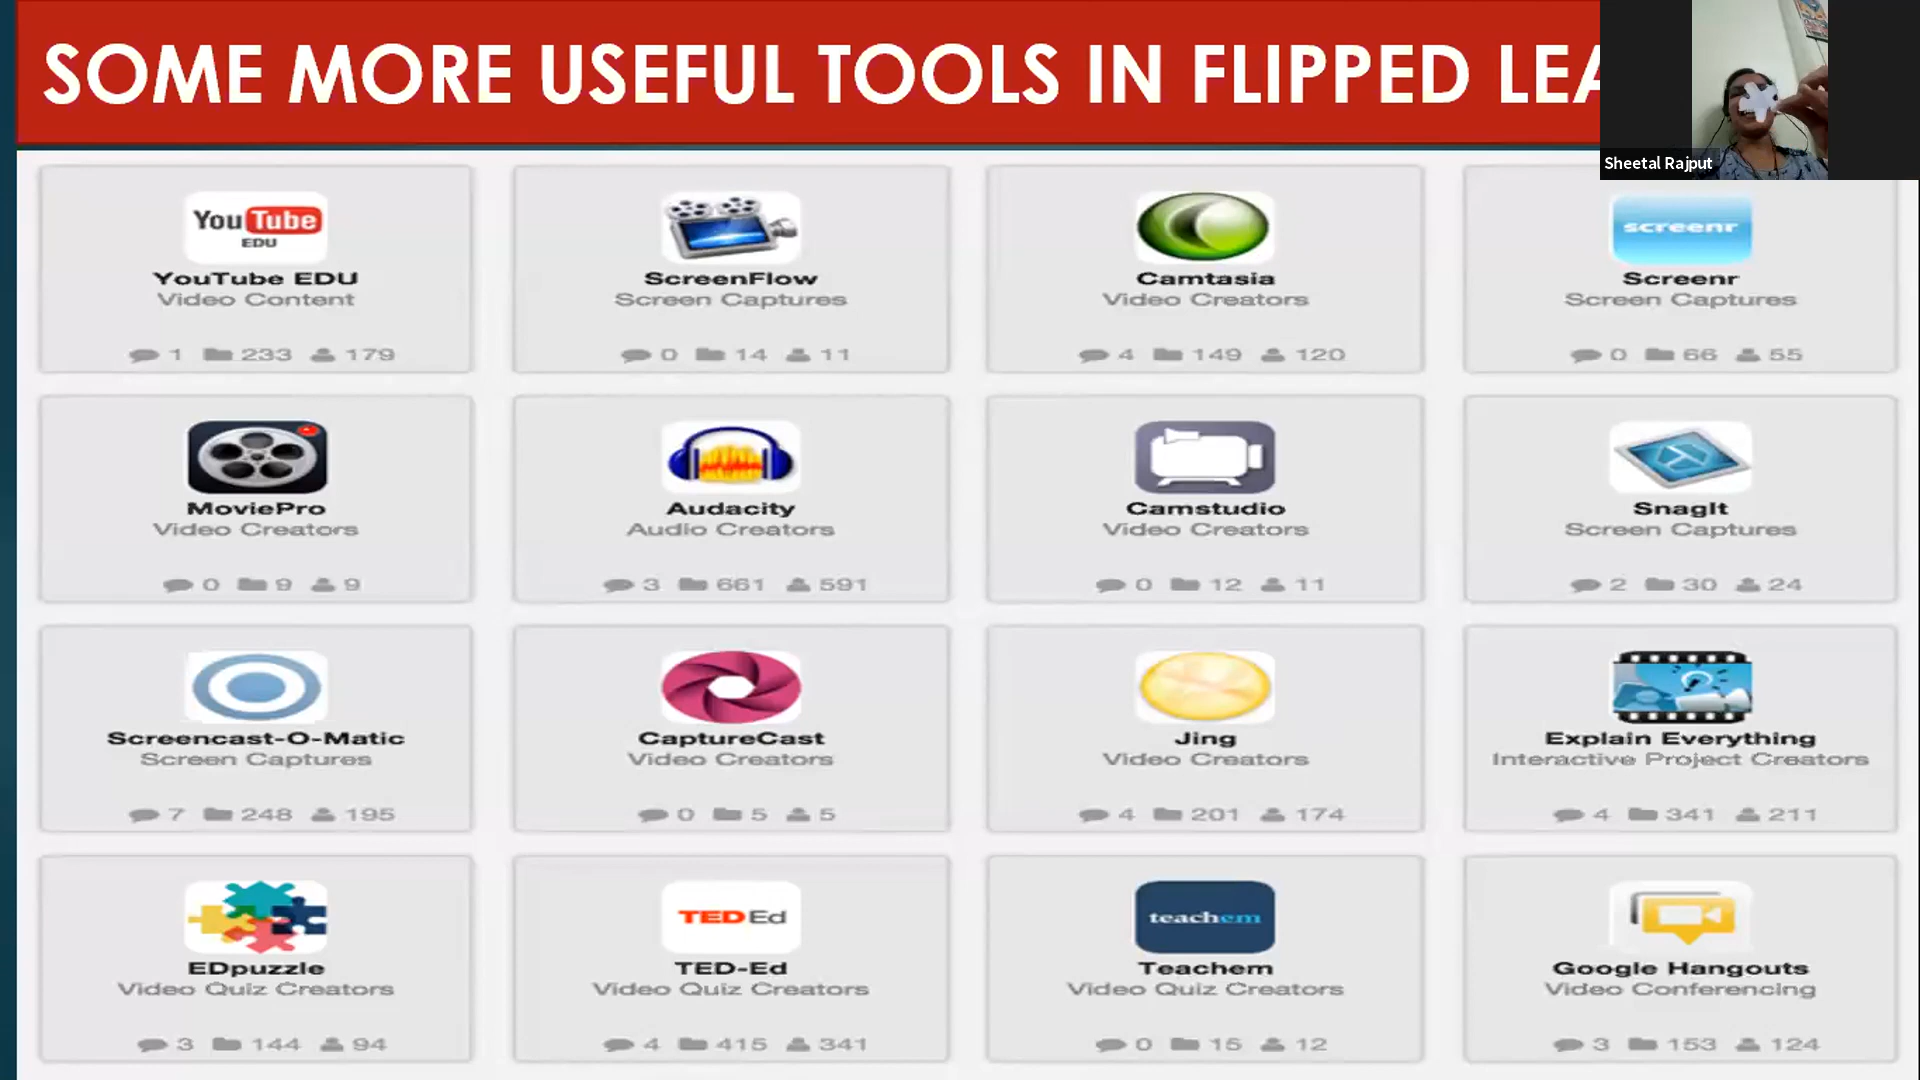 SOME MORE USEFUL TOOLS IN FLIPPED LEA
Sheetal Rajput
You Tube
EDU
YouTube EDU
Video Content
1 233 179
ScreenFlow
Screen Captures
0 14 11
Camtasia
Video Creators
4 149 120
screenr
Screenr
Screen Captures
0 66 55
MoviePro
Video Creators
0 9 9
Audacity
Audio Creators
3 661 591
Camstudio
Video Creators
0 12 11
SnagIt
Screen Captures
2 30 24
Screencast-O-Matic
Screen Captures
7 248 195
CaptureCast
Video Creators
0 5 5
Jing
Video Creators
4 201 174
Explain Everything
Interactive Project Creators
4 341 211
EDpuzzle
Video Quiz Creators
3 144 94
TED Ed
TED-Ed
Video Quiz Creators
4 415 341
teachem
Teachem
Video Quiz Creators
0 15 12
Google Hangouts
Video Conferencing
3 153 124